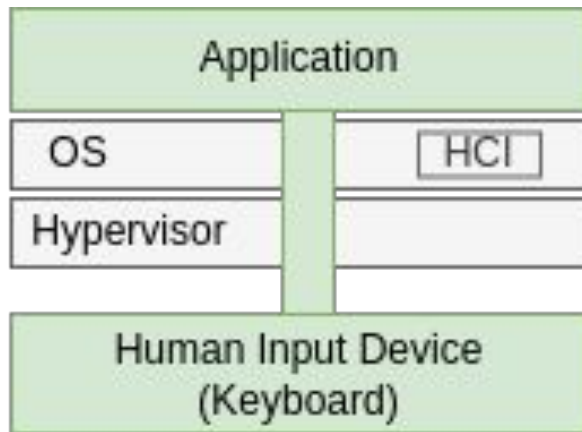 Application
OS
HCI
Hypervisor
Human Input Device
(Keyboard)